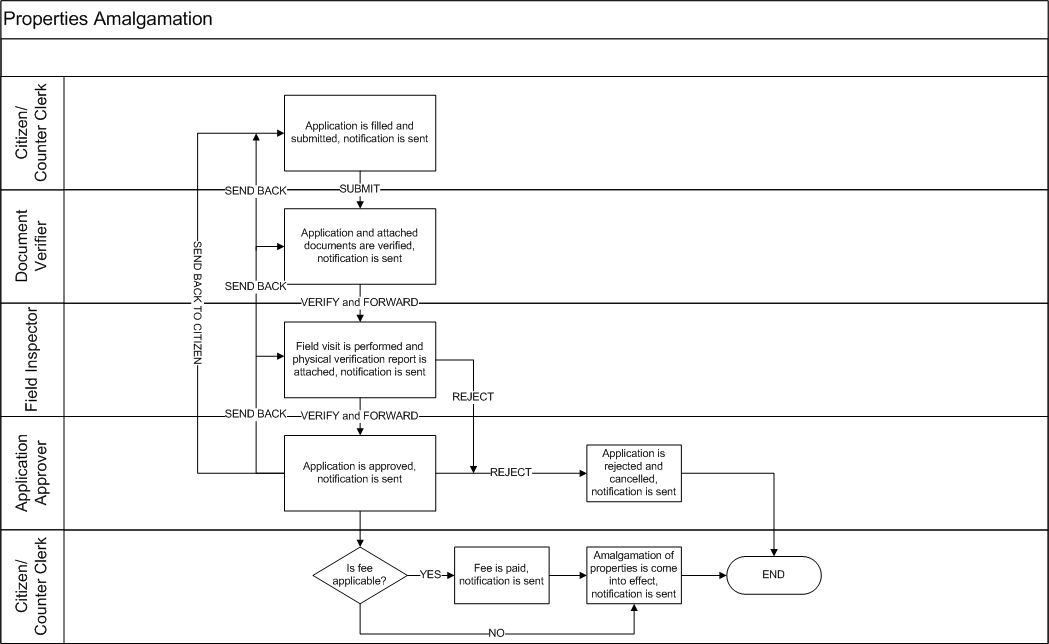 Properties Amalgamation
Citizen/
Counter Clerk
Application is filled and
submitted, notification is sent
SEND BACK
SUBMIT
Document
Verifier
Application and attached
documents are verified,
notification is sent
SEND BACK TO CITIZEN
SEND BACK
VERIFY and FORWARD
Field Inspector
Field visit is performed and
physical verification report is
attached, notification is sent
REJECT
SEND BACK
VERIFY and FORWARD
Application
Approver
Application is approved,
notification is sent
REJECT
Application is
rejected and
cancelled,
notification is sent
Citizen/
Counter Clerk
Is fee
applicable?
YES
Fee is paid,
notification is sent
Amalgamation of
properties is come
into effect,
notification is sent
END
NO